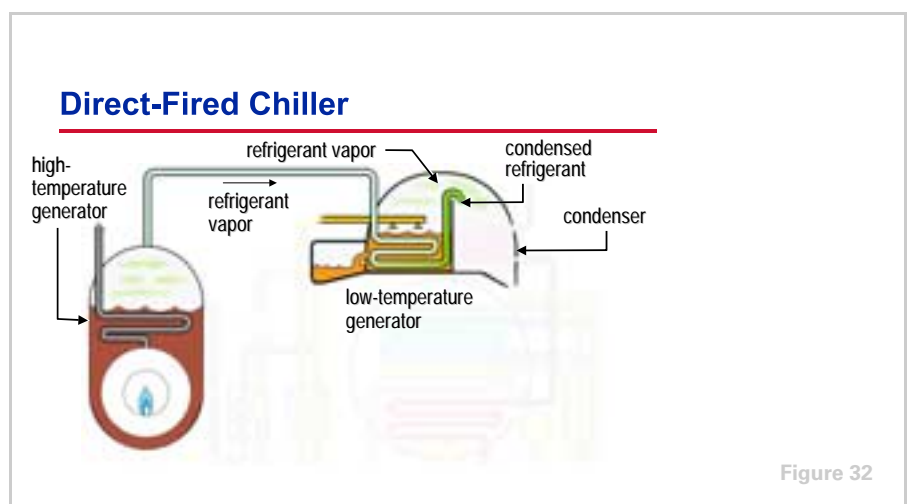 Direct-Fired Chiller
high-
temperature
generator
refrigerant vapor
refrigerant
vapor
condensed
refrigerant
condenser
low-temperature
generator
Figure 32